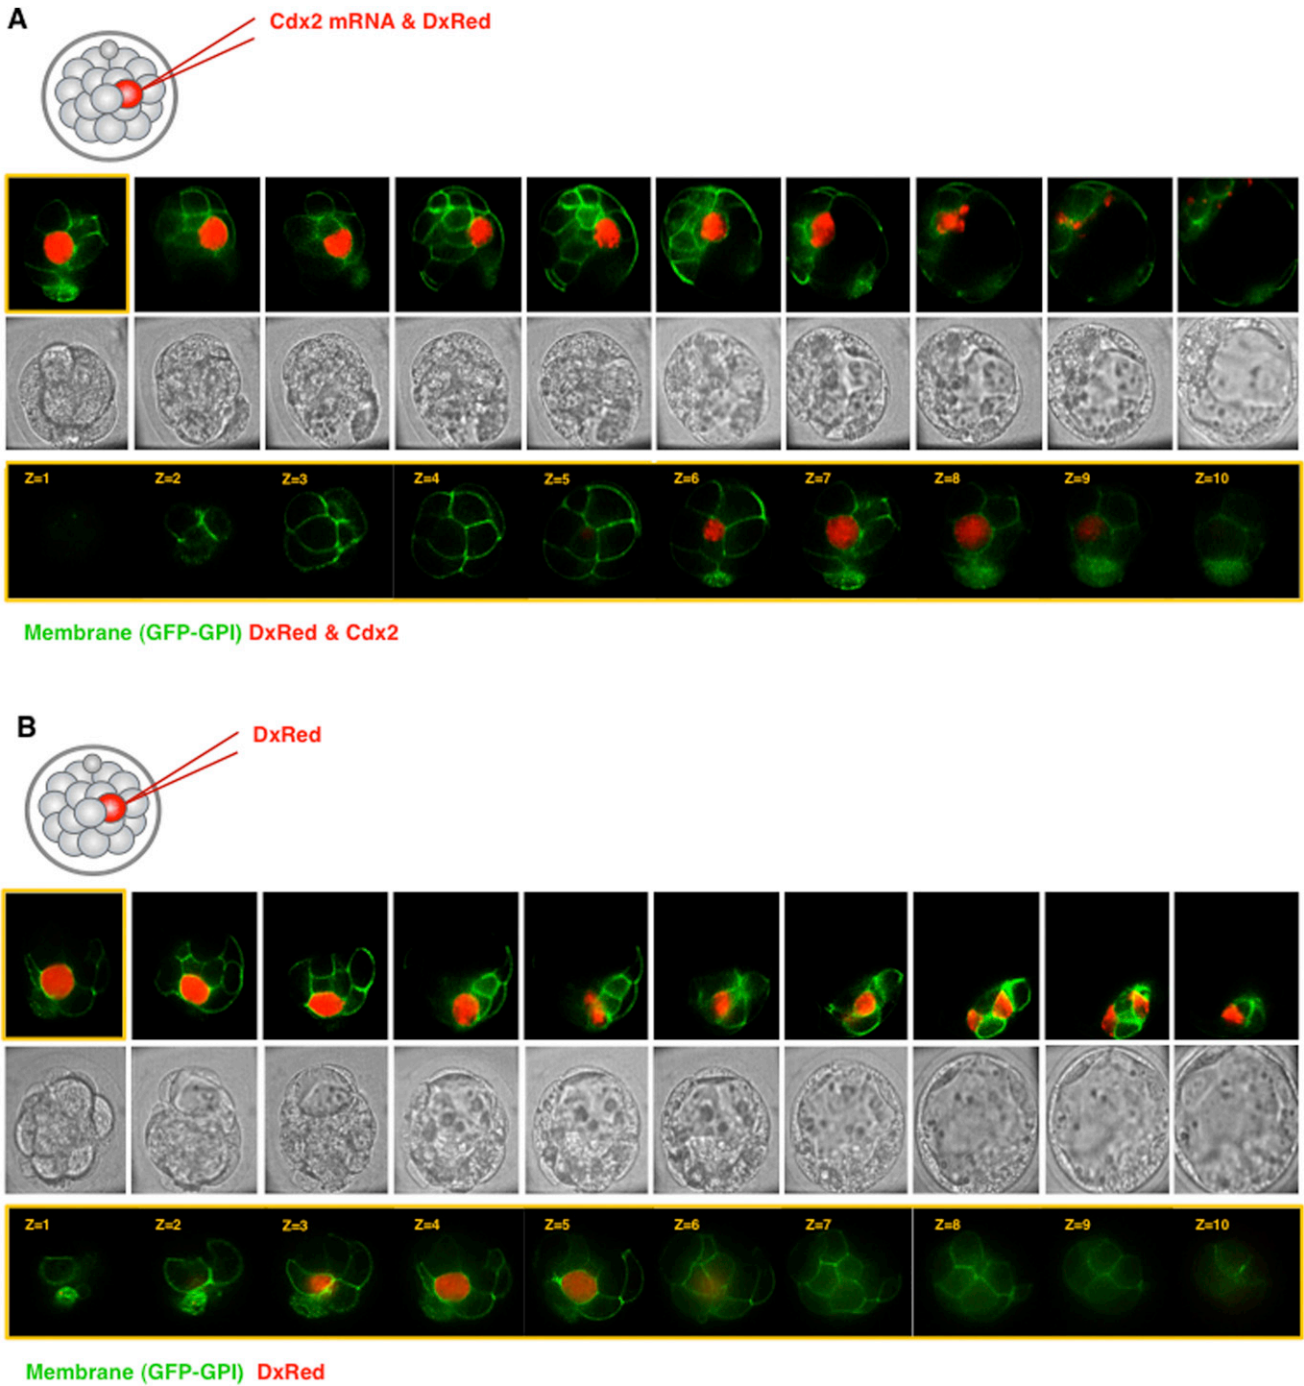 A
Cdx2 mRNA & DxRed
Z=1 Z=2 Z=3 Z=4 Z=5 Z=6 Z=7 Z=8 Z=9 Z=10
Membrane (GFP-GPI) DxRed & Cdx2
B
DxRed
Z=1 Z=2 Z=3 Z=4 Z=5 Z=6 Z=7 Z=8 Z=9 Z=10
Membrane (GFP-GPI) DxRed